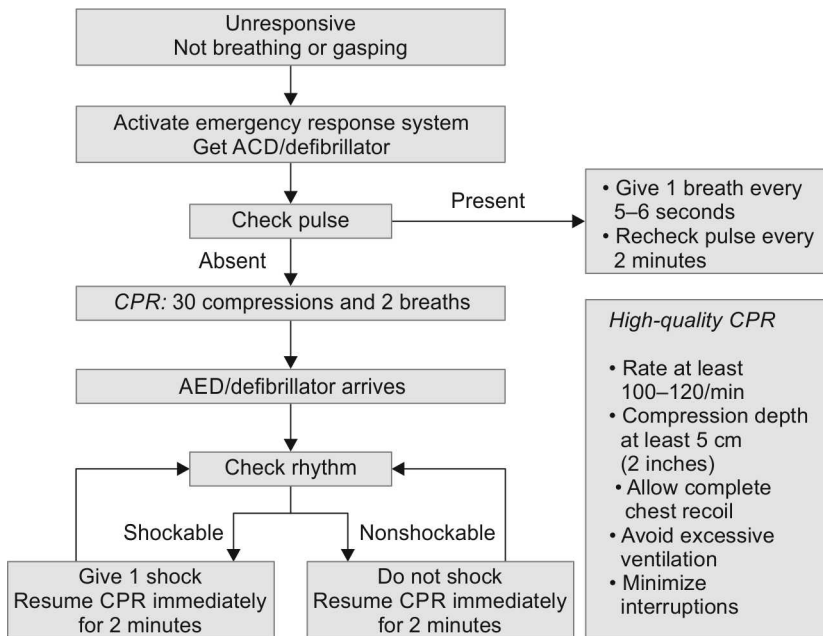 Unresponsive
Not breathing or gasping
Activate emergency response system
Get ACD/defibrillator
Check pulse
Present
• Give 1 breath every
5–6 seconds
• Recheck pulse every
2 minutes
Absent
CPR: 30 compressions and 2 breaths
AED/defibrillator arrives
Check rhythm
Shockable
Nonshockable
Give 1 shock
Resume CPR immediately
for 2 minutes
Do not shock
Resume CPR immediately
for 2 minutes
High-quality CPR
• Rate at least
100–120/min
• Compression depth
at least 5 cm
(2 inches)
• Allow complete
chest recoil
• Avoid excessive
ventilation
• Minimize
interruptions